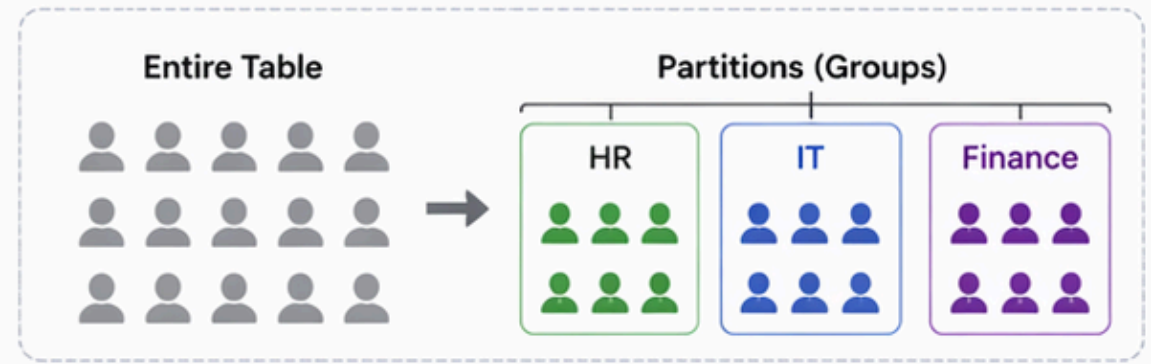 Entire Table
Partitions (Groups)
HR
IT
Finance